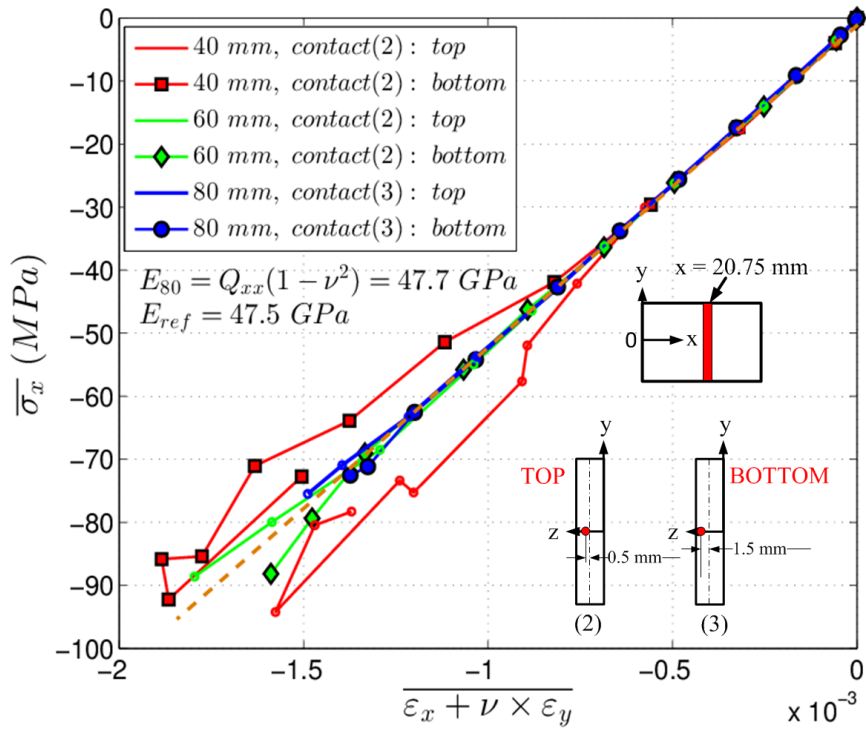 0
−10
−20
−30
−40
−50
−60
−70
−80
−90
−100
40 mm, contact(2) : top
40 mm, contact(2) : bottom
60 mm, contact(2) : top
60 mm, contact(2) : bottom
80 mm, contact(3) : top
80 mm, contact(3) : bottom
E₈₀ = Qₓₓ(1 − ν²) = 47.7 GPa
E_ref = 47.5 GPa
σₓ (MPa)
x = 20.75 mm
y
0
x
y
y
TOP
BOTTOM
z
z
0.5 mm
1.5 mm
(2)
(3)
−2
−1.5
−1
−0.5
0
εₓ + ν × ε_y
x 10⁻³